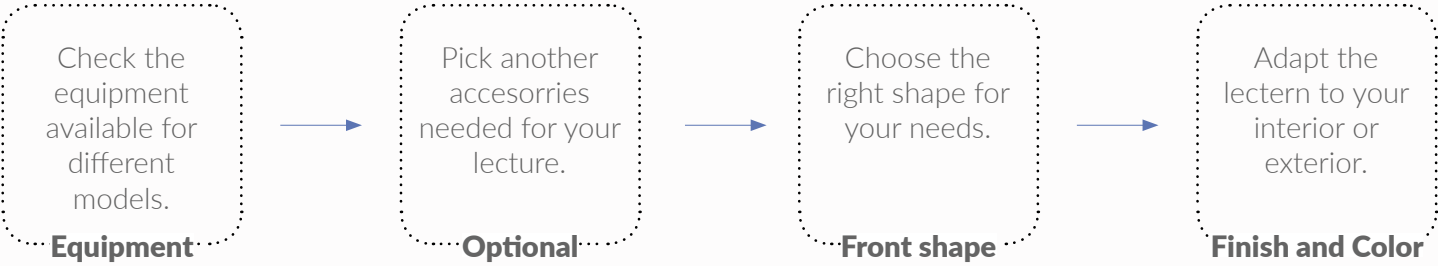 Check the
equipment
available for
different
models.
Equipment
Pick another
accesorries
needed for your
lecture.
Optional
Choose the
right shape for
your needs.
Front shape
Adapt the
lectern to your
interior or
exterior.
Finish and Color